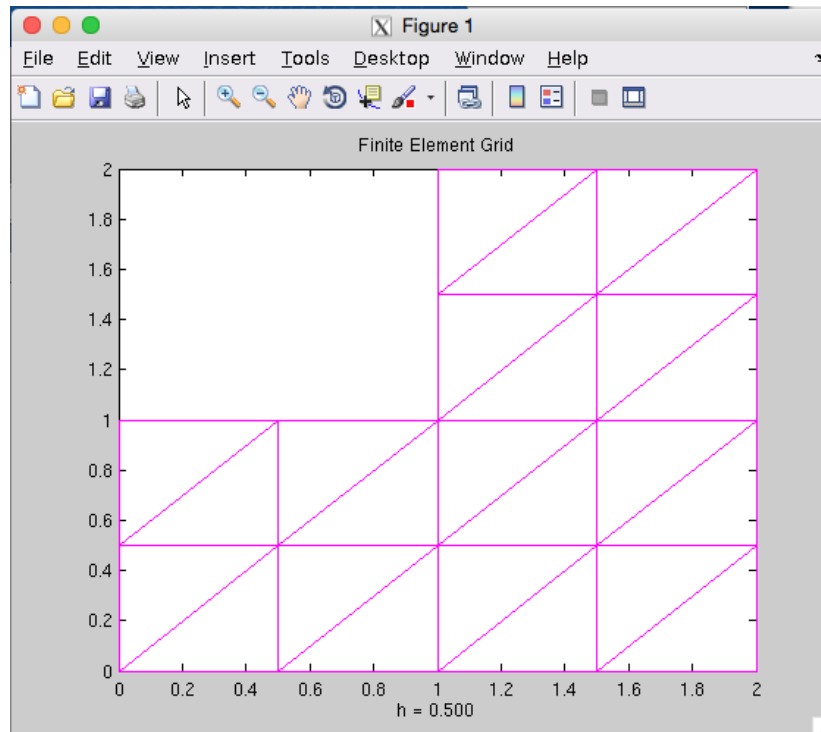 Figure 1
File Edit View Insert Tools Desktop Window Help
Finite Element Grid
2
1.8
1.6
1.4
1.2
1
0.8
0.6
0.4
0.2
0
0 0.2 0.4 0.6 0.8 1 1.2 1.4 1.6 1.8 2
h = 0.500